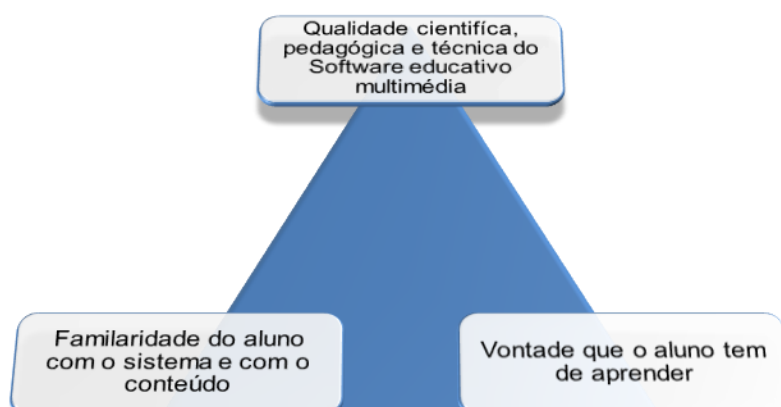 Qualidade científica,
pedagógica e técnica do
Software educativo
multimédia
Familaridade do aluno
com o sistema e com o
conteúdo
Vontade que o aluno tem
de aprender